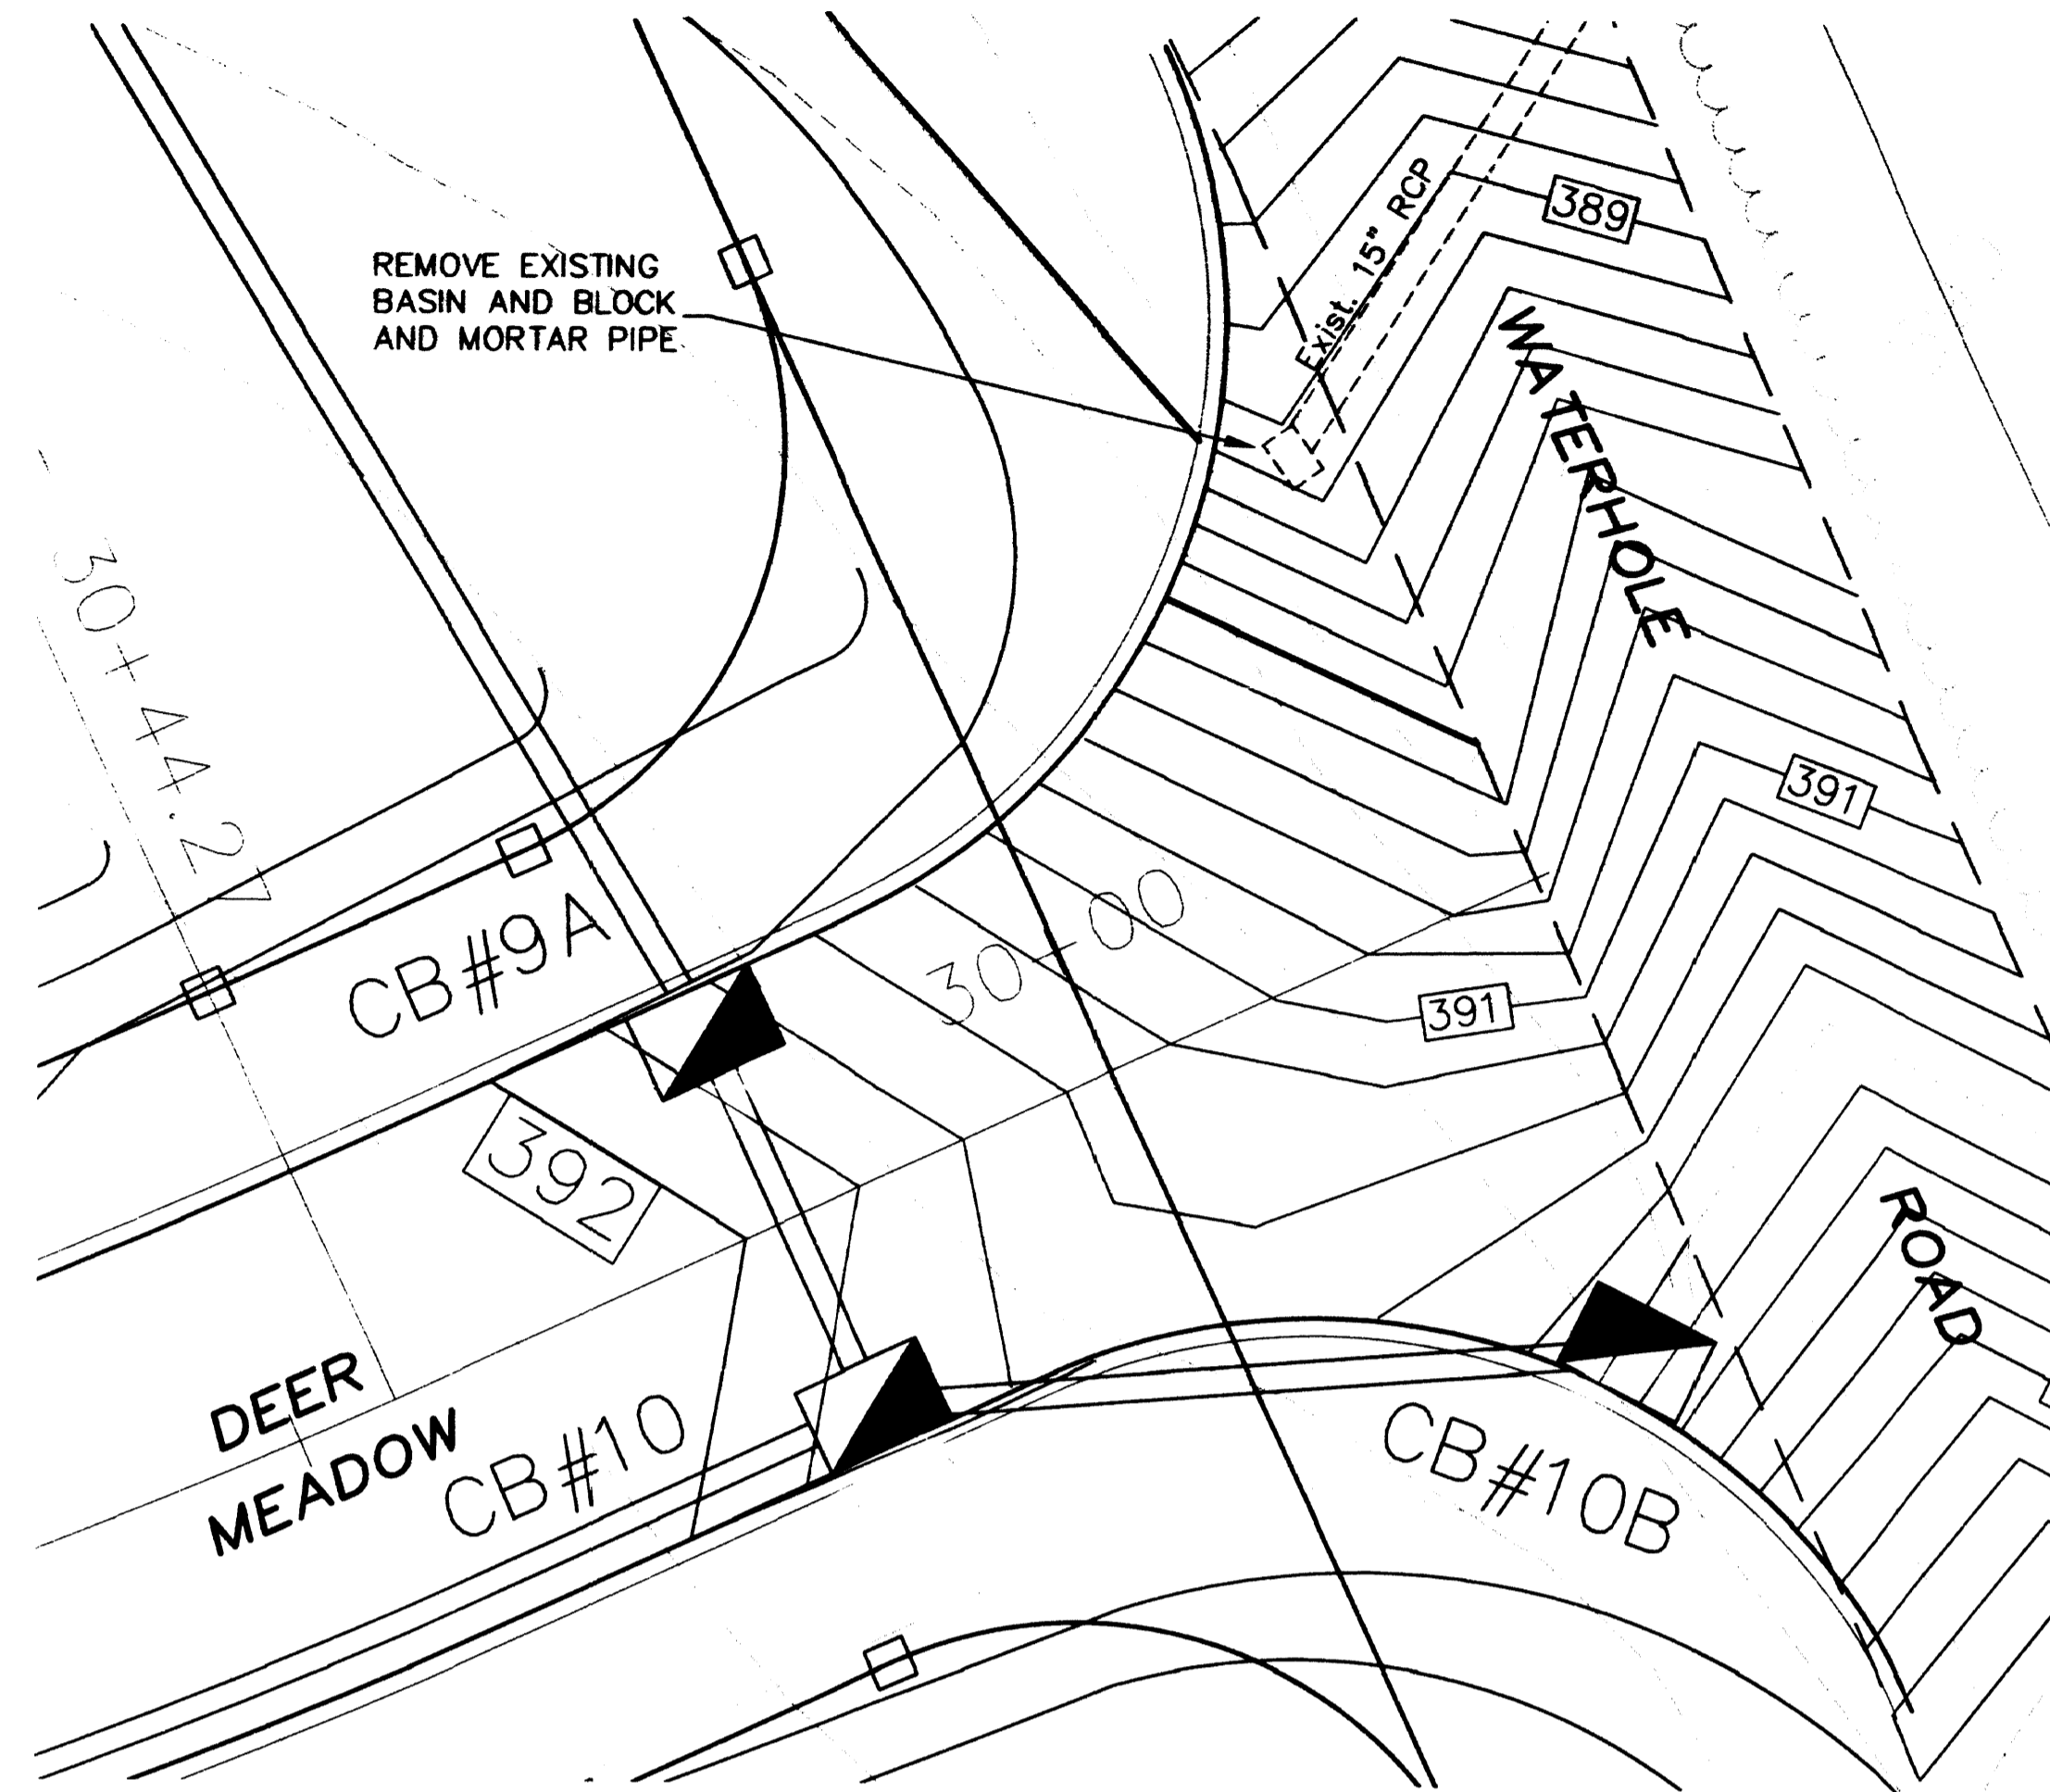 REMOVE EXISTING
BASIN AND BLOCK
AND MORTAR PIPE
Exist. 15" RCP
389
WATERHOLE
30+44.27
391
CB#9A
30+00
391
392
ROAD
DEER
MEADOW
CB#10
CB#10B